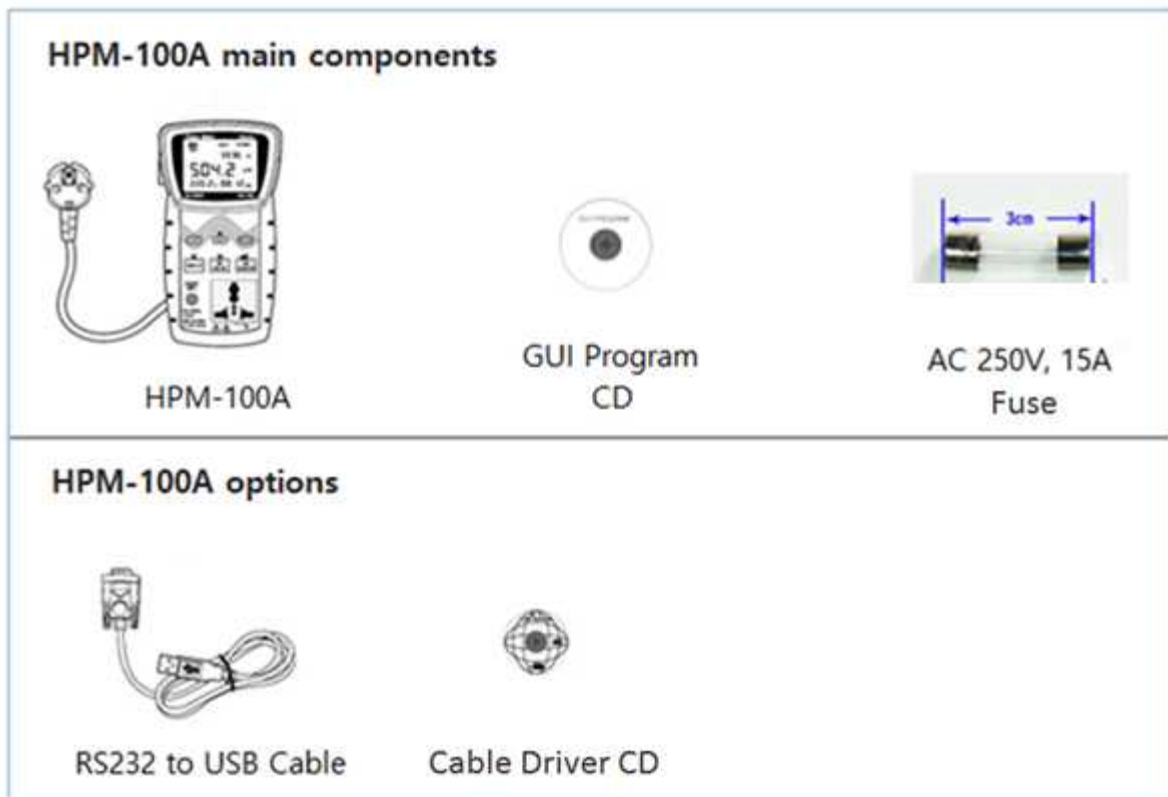 HPM-100A main components
504.2
3cm
HPM-100A
GUI Program
CD
AC 250V, 15A
Fuse
HPM-100A options
RS232 to USB Cable
Cable Driver CD